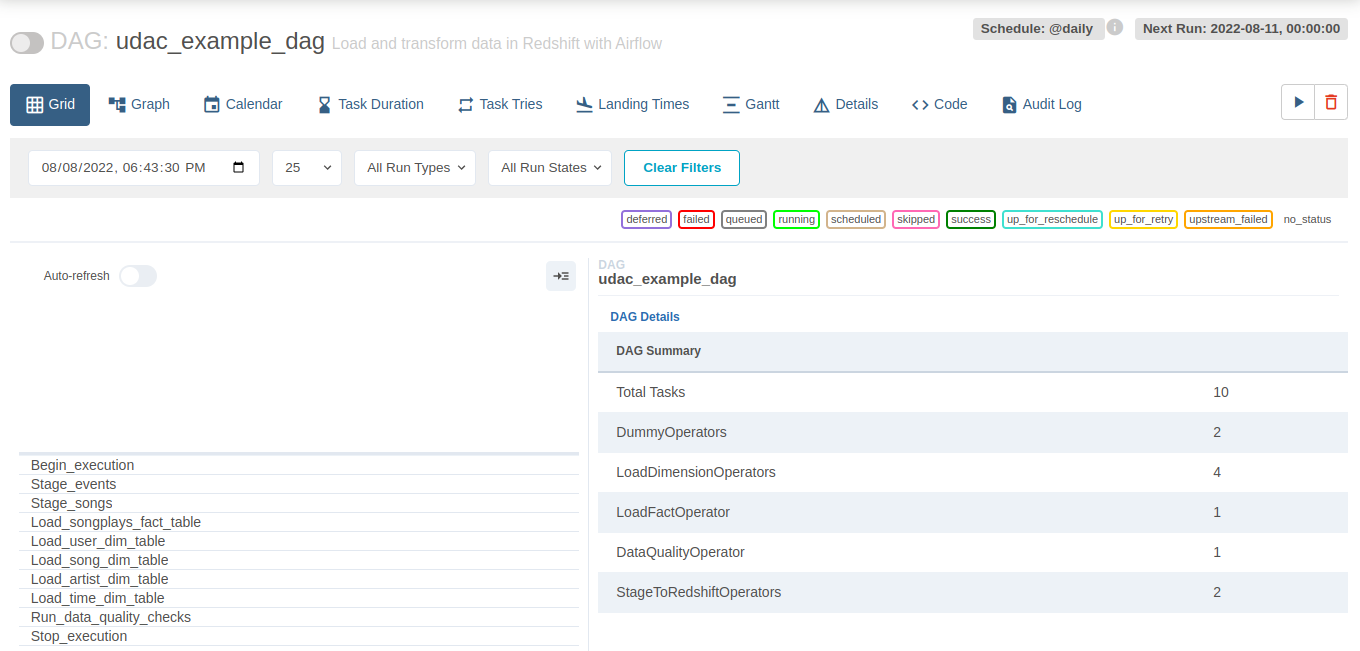 DAG: udac_example_dag Load and transform data in Redshift with Airflow
Schedule: @daily i Next Run: 2022-08-11, 00:00:00
Grid Graph Calendar Task Duration Task Tries Landing Times Gantt Details Code Audit Log
08/08/2022, 06:43:30 PM 25 All Run Types All Run States Clear Filters
deferred failed queued running scheduled skipped success up_for_reschedule up_for_retry upstream_failed no_status
Auto-refresh
Begin_execution
Stage_events
Stage_songs
Load_songplays_fact_table
Load_user_dim_table
Load_song_dim_table
Load_artist_dim_table
Load_time_dim_table
Run_data_quality_checks
Stop_execution
DAG
udac_example_dag
DAG Details
DAG Summary
Total Tasks 10
DummyOperators 2
LoadDimensionOperators 4
LoadFactOperator 1
DataQualityOperator 1
StageToRedshiftOperators 2